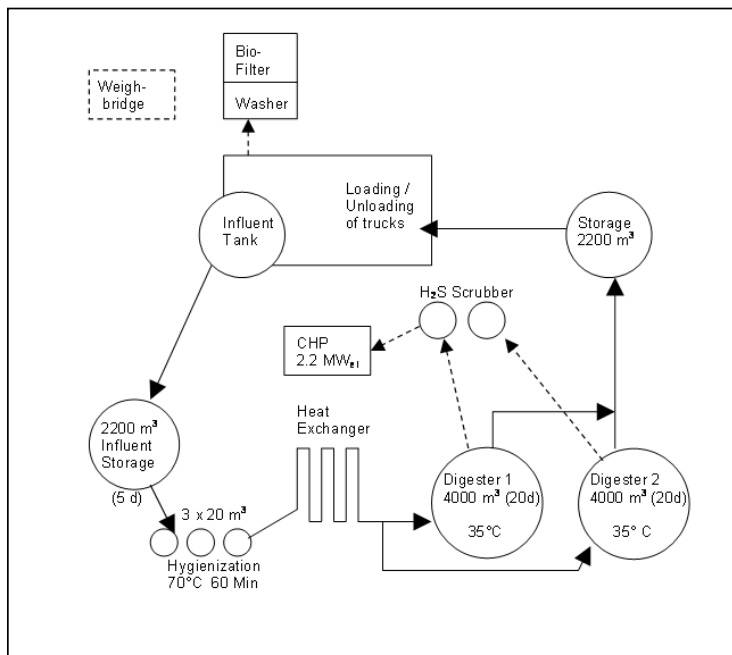 Bio-
Filter
Washer
Weigh-
bridge
Loading /
Unloading
of trucks
Influent
Tank
Storage
2200 m³
H₂S Scrubber
CHP
2.2 MWₑₗ
Heat
Exchanger
2200 m³
Influent
Storage
(5 d)
3 x 20 m³
Hygienization
70°C 60 Min
Digester 1
4000 m³ (20d)
35°C
Digester 2
4000 m³ (20d)
35° C